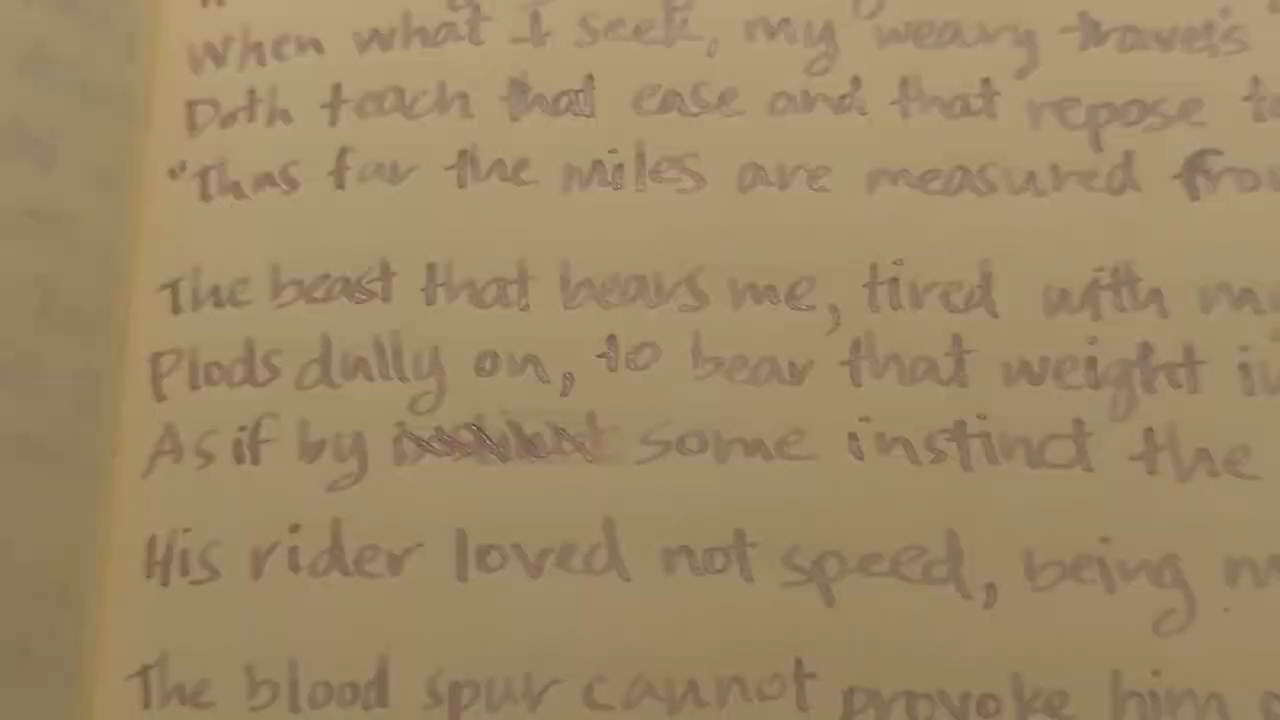 When what I seek, my weary travels
Doth teach that ease and that repose
"Thus far the miles are measured
The beast that bears me, tired with
Plods dully on, to bear that weight
As if by some instinct the
His rider loved not speed, being
The blood spur cannot provoke him